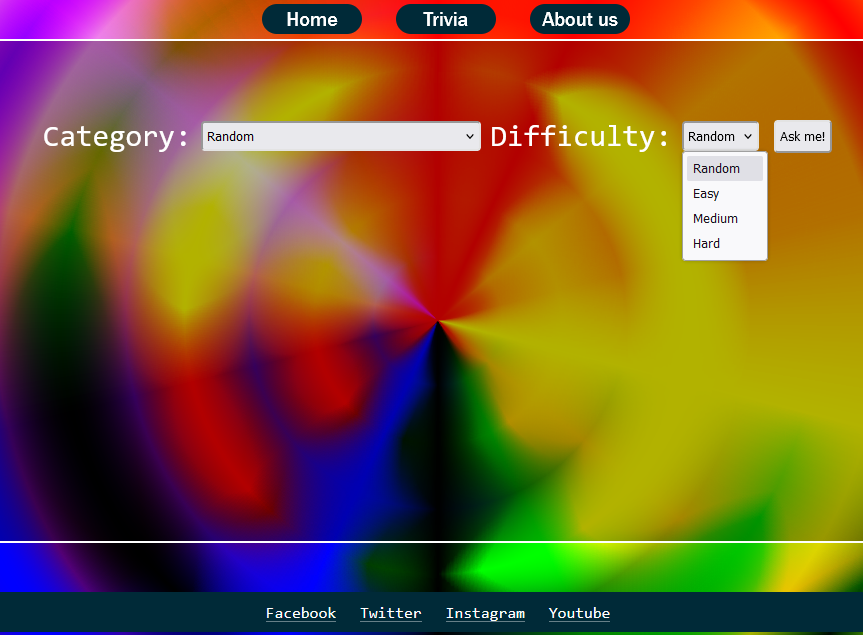 Home Trivia About us
Category: Random Difficulty: Random Ask me!
Random
Easy
Medium
Hard
Facebook Twitter Instagram Youtube